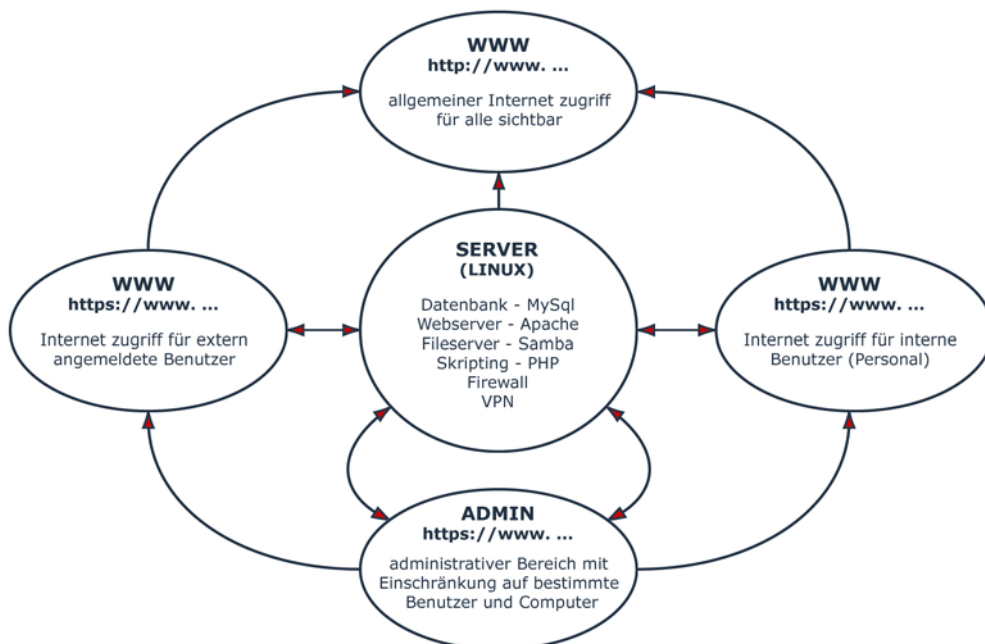 WWW
http://www. ...
allgemeiner Internet zugriff
für alle sichtbar
WWW
https://www. ...
Internet zugriff für extern
angemeldete Benutzer
SERVER
(LINUX)
Datenbank - MySql
Webserver - Apache
Fileserver - Samba
Skripting - PHP
Firewall
VPN
WWW
https://www. ...
Internet zugriff für interne
Benutzer (Personal)
ADMIN
https://www. ...
administrativer Bereich mit
Einschränkung auf bestimmte
Benutzer und Computer